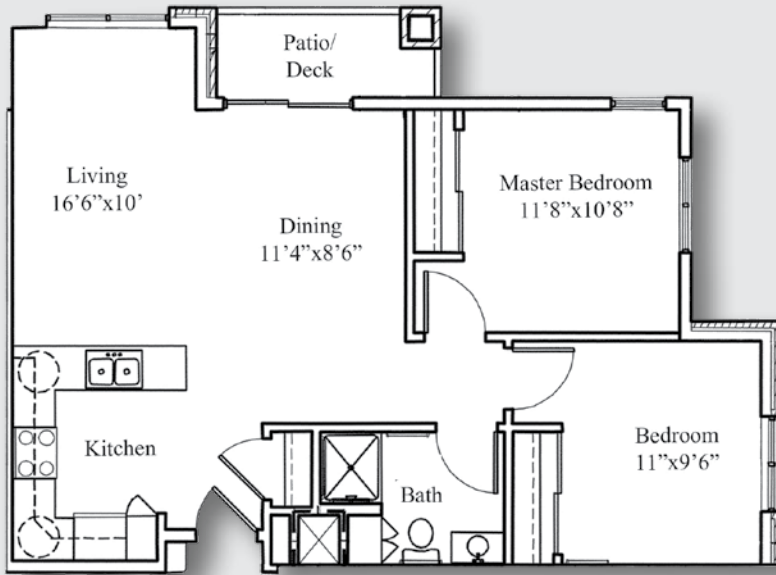 Patio/
Deck
Living
16’6”x10’
Master Bedroom
11’8”x10’8”
Dining
11’4”x8’6”
Kitchen
Bedroom
11”x9’6”
Bath